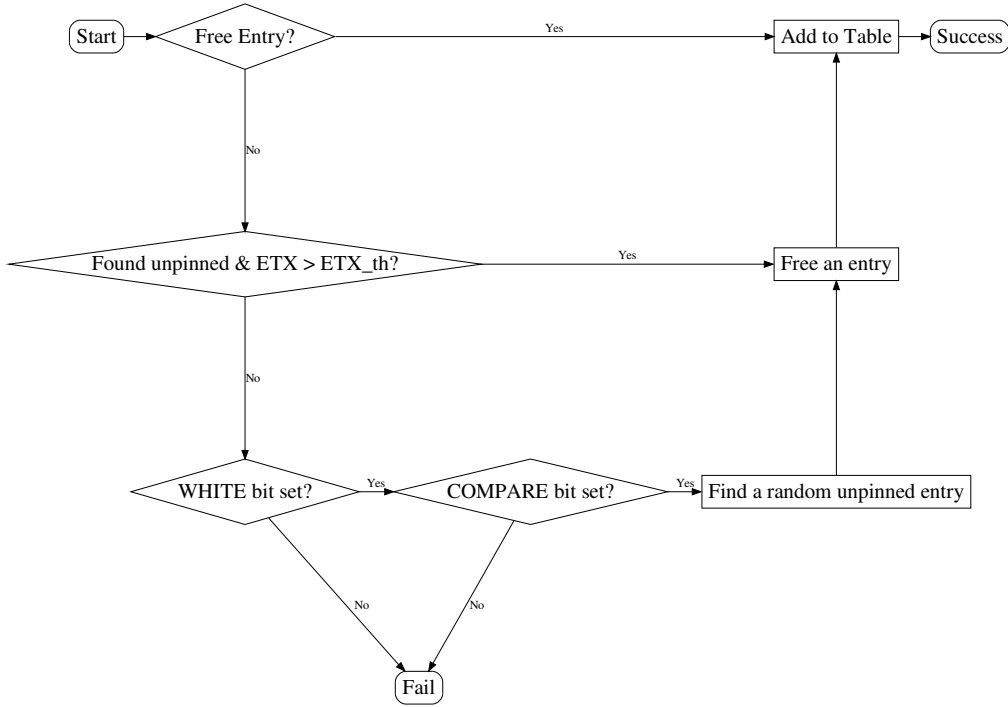 Start
Free Entry?
Yes
Add to Table
Success
No
Found unpinned & ETX > ETX_th?
Yes
Free an entry
No
WHITE bit set?
Yes
COMPARE bit set?
Yes
Find a random unpinned entry
No
No
Fail